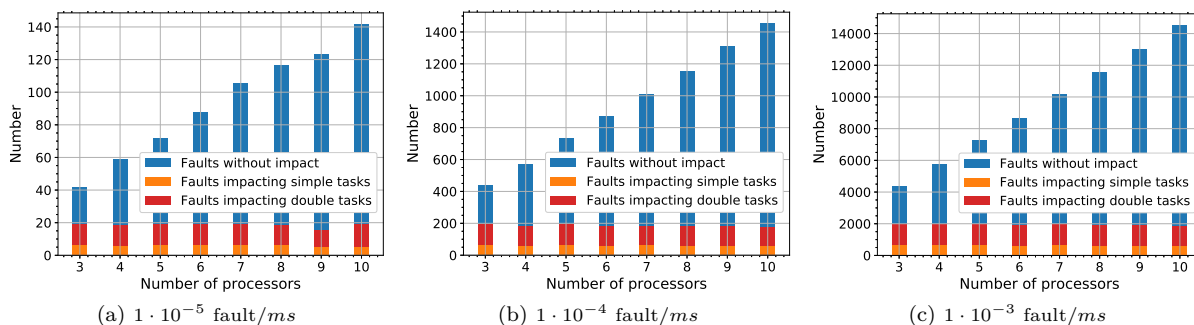 140
120
100
80
60
40
20
0
Number
Faults without impact
Faults impacting simple tasks
Faults impacting double tasks
3 4 5 6 7 8 9 10
Number of processors
(a) 1 · 10⁻⁵ fault/ms
1400
1200
1000
800
600
400
200
0
Number
Faults without impact
Faults impacting simple tasks
Faults impacting double tasks
3 4 5 6 7 8 9 10
Number of processors
(b) 1 · 10⁻⁴ fault/ms
14000
12000
10000
8000
6000
4000
2000
0
Number
Faults without impact
Faults impacting simple tasks
Faults impacting double tasks
3 4 5 6 7 8 9 10
Number of processors
(c) 1 · 10⁻³ fault/ms